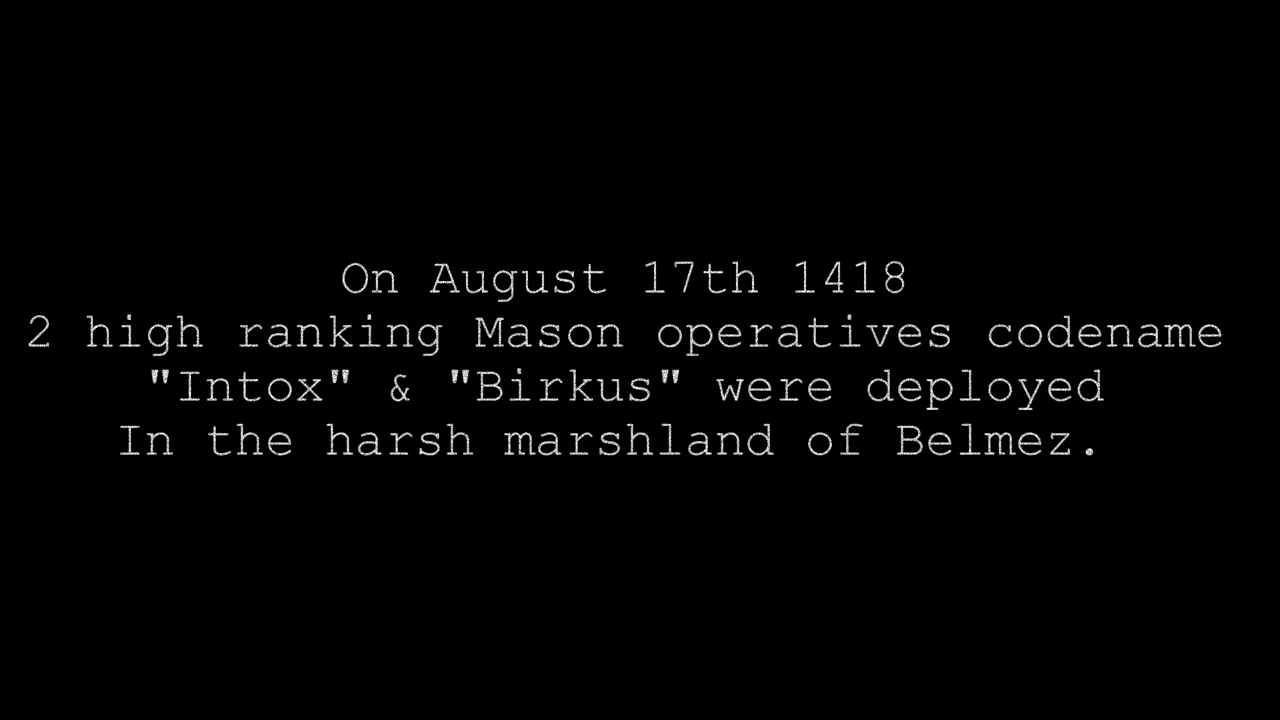 On August 17th 1418
2 high ranking Mason operatives codename
"Intox" & "Birkus" were deployed
In the harsh marshland of Belmez.